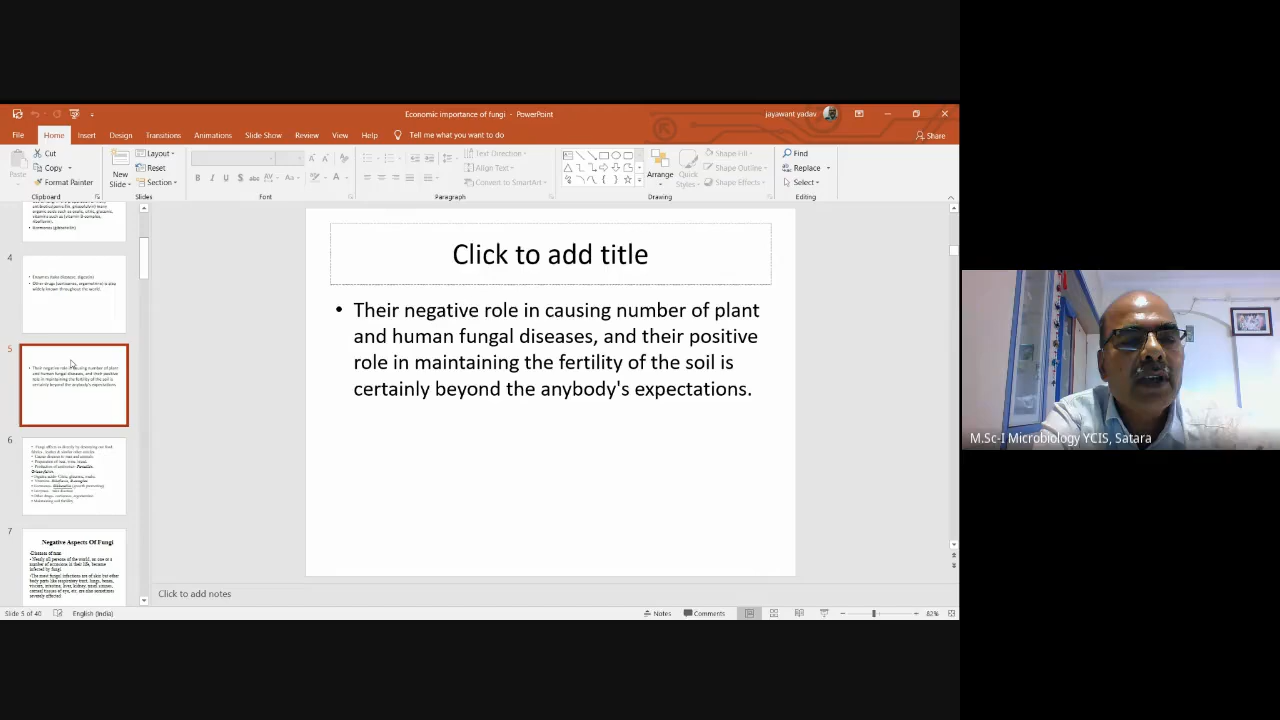 Economic importance of fungi - PowerPoint
jayawant yadav
File Home Insert Design Transitions Animations Slide Show Review View Help Tell me what you want to do
Share
Paste
Cut
Copy
Format Painter
Clipboard
New
Slide
Layout
Reset
Section
Slides
Font
Text Direction
Align Text
Convert to SmartArt
Paragraph
Arrange
Quick
Styles
Shape Fill
Shape Outline
Shape Effects
Drawing
Find
Replace
Select
Editing
4
5
6
7
Negative Aspects Of Fungi
Click to add title
• Their negative role in causing number of plant
and human fungal diseases, and their positive
role in maintaining the fertility of the soil is
certainly beyond the anybody's expectations.
Click to add notes
Slide 5 of 40 English (India)
Notes Comments 82%
M.Sc-I Microbiology YCIS, Satara